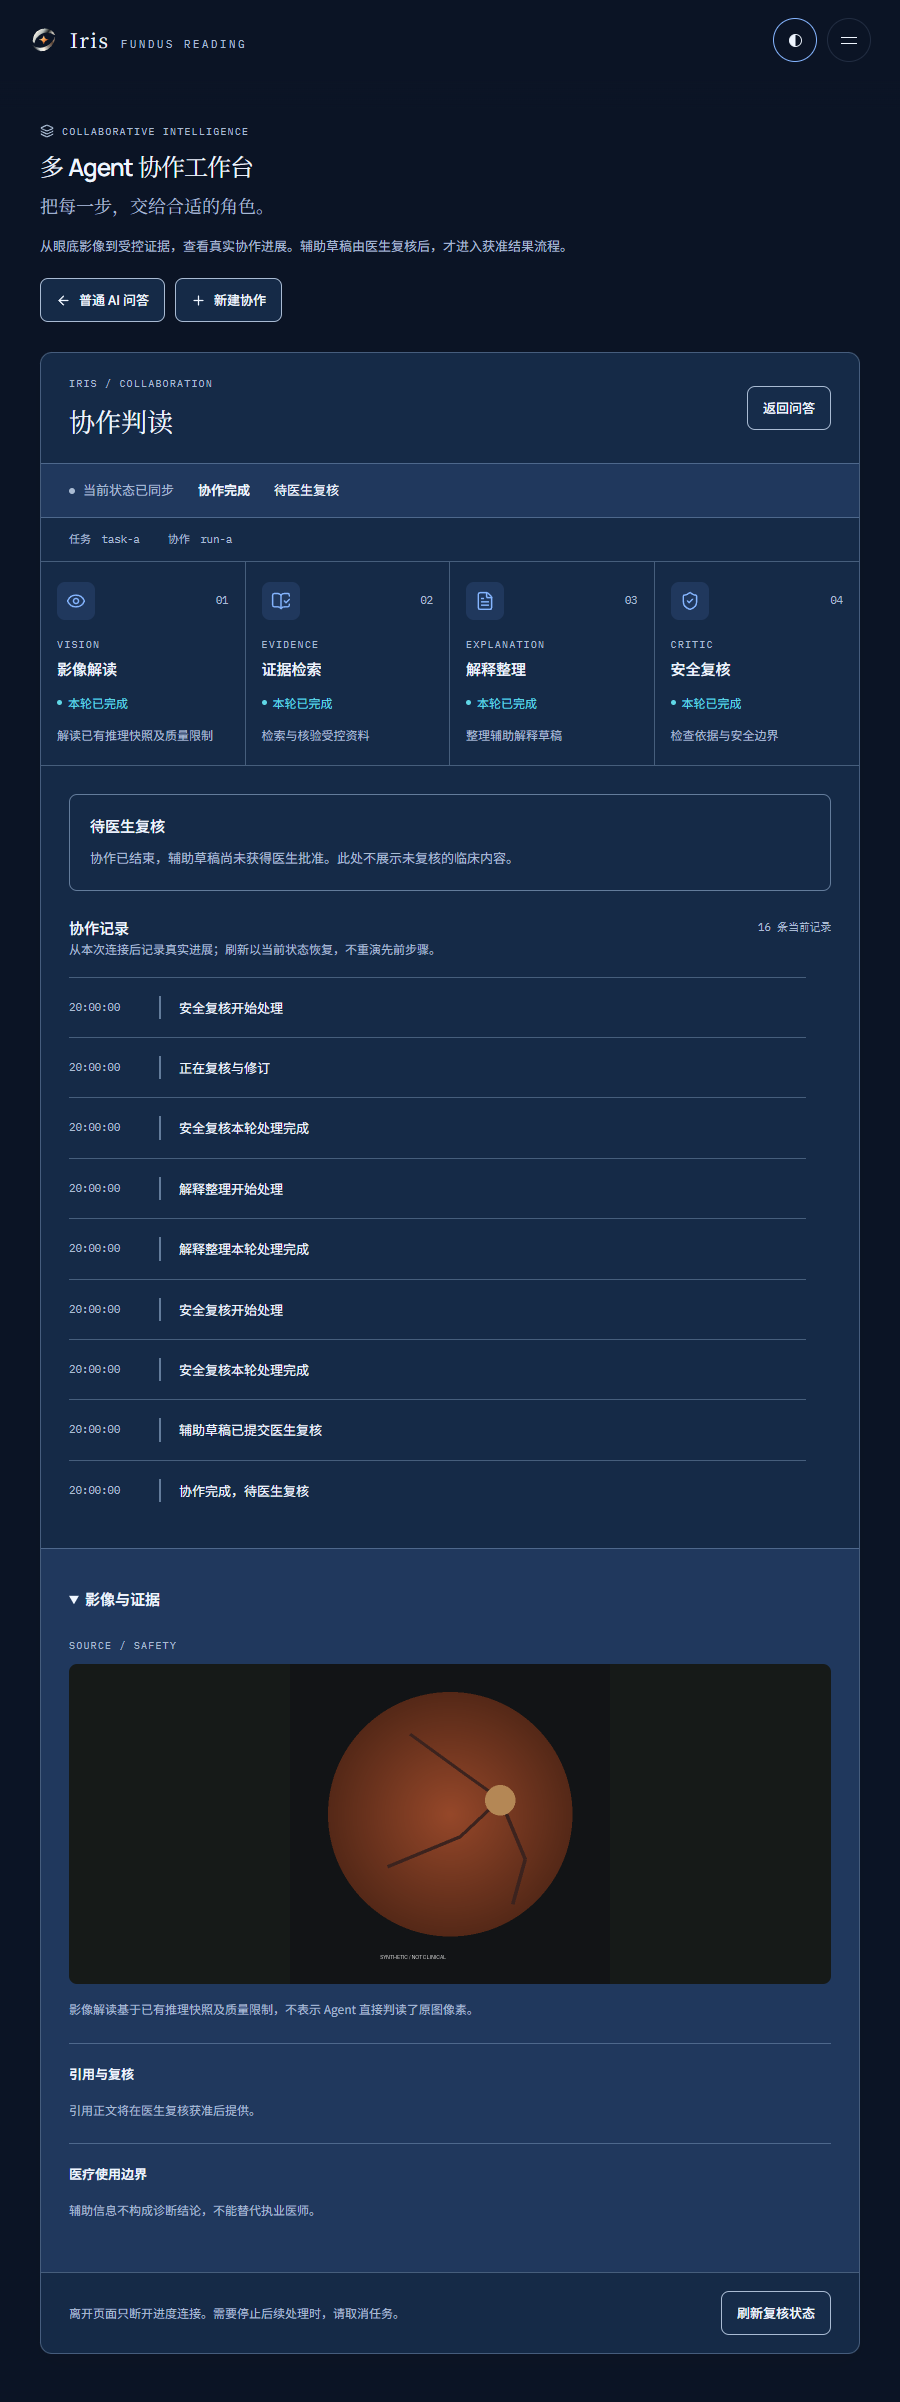 Iris FUNDUS READING
COLLABORATIVE INTELLIGENCE
多 Agent 协作工作台
把每一步，交给合适的角色。
从眼底影像到受控证据，查看真实协作进展。辅助草稿由医生复核后，才进入获准结果流程。
普通 AI 问答
新建协作
IRIS / COLLABORATION
协作判读
返回问答
当前状态已同步 协作完成 待医生复核
任务 task-a 协作 run-a
01
VISION
影像解读
本轮已完成
解读已有推理快照及质量限制
02
EVIDENCE
证据检索
本轮已完成
检索与核验受控资料
03
EXPLANATION
解释整理
本轮已完成
整理辅助解释草稿
04
CRITIC
安全复核
本轮已完成
检查依据与安全边界
待医生复核
协作已结束，辅助草稿尚未获得医生批准。此处不展示未复核的临床内容。
协作记录
16 条当前记录
从本次连接后记录真实进展；刷新以当前状态恢复，不重演先前步骤。
20:00:00 安全复核开始处理
20:00:00 正在复核与修订
20:00:00 安全复核本轮处理完成
20:00:00 解释整理开始处理
20:00:00 解释整理本轮处理完成
20:00:00 安全复核开始处理
20:00:00 安全复核本轮处理完成
20:00:00 辅助草稿已提交医生复核
20:00:00 协作完成，待医生复核
影像与证据
SOURCE / SAFETY
SYNTHETIC / NOT CLINICAL
影像解读基于已有推理快照及质量限制，不表示 Agent 直接判读了原图像素。
引用与复核
引用正文将在医生复核获准后提供。
医疗使用边界
辅助信息不构成诊断结论，不能替代执业医师。
离开页面只断开进度连接。需要停止后续处理时，请取消任务。
刷新复核状态